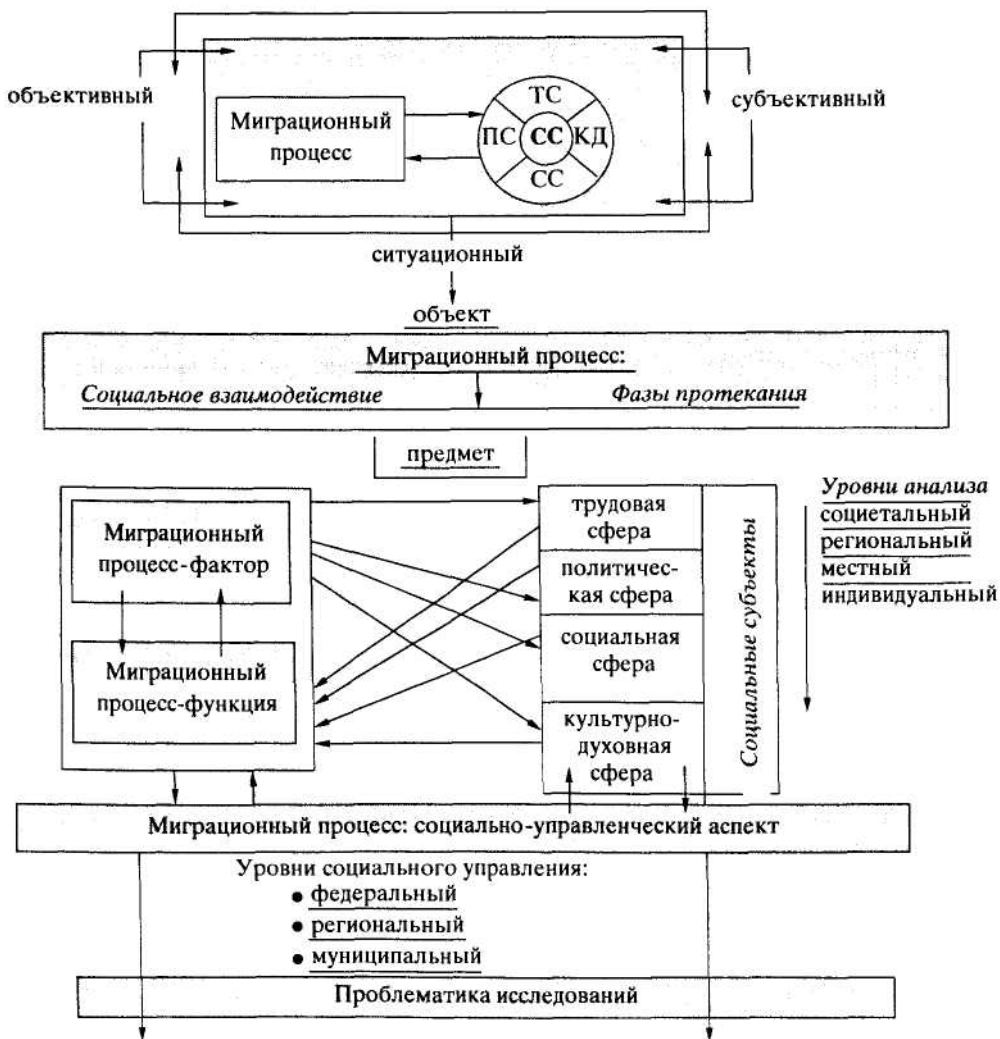 объективный
субъективный
Миграционный
процесс
ТС
ПС
СС
КД
СС
ситуационный
объект
Миграционный процесс:
Социальное взаимодействие
Фазы протекания
предмет
Миграционный
процесс-фактор
Миграционный
процесс-функция
трудовая
сфера
политичес-
кая сфера
социальная
сфера
культурно-
духовная
сфера
Социальные субъекты
Уровни анализа
социетальный
региональный
местный
индивидуальный
Миграционный процесс: социально-управленческий аспект
Уровни социального управления:
• федеральный
• региональный
• муниципальный
Проблематика исследований